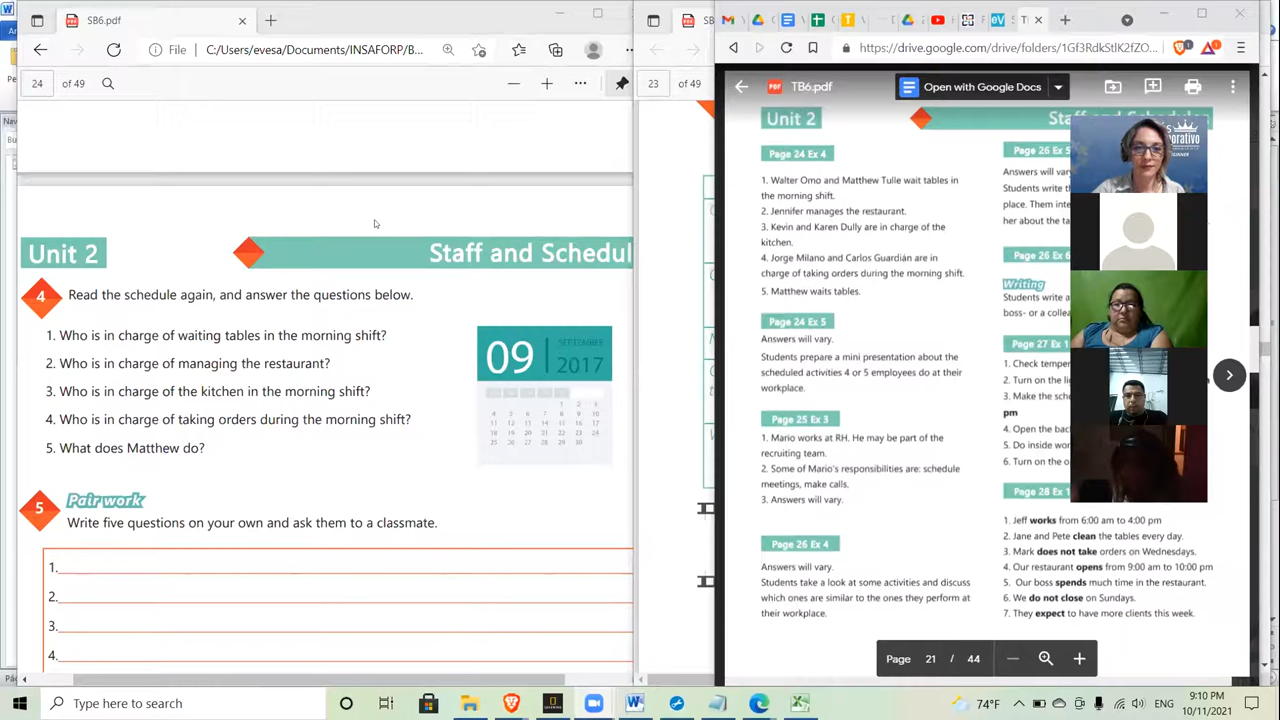 SB6.pdf
File
C:/Users/evesa/Documents/INSAFORP/B...
24 of 49
Unit 2
Staff and Schedul
4 Read the schedule again, and answer the questions below.
1. Who is in charge of waiting tables in the morning shift?
2. Who is in charge of managing the restaurant?
3. Who is in charge of the kitchen in the morning shift?
4. Who is in charge of taking orders during the morning shift?
5. What does Matthew do?
09 SEPTEMBER 2017
5 Pairwork
Write five questions on your own and ask them to a classmate.
1.
2.
3.
4.
SB
23 of 49
https://drive.google.com/drive/folders/1Gf3RdkStlK2fZO...
TB6.pdf
Open with Google Docs
Unit 2
Staff and Schedules
Page 24 Ex 4
1. Walter Omo and Matthew Tulle wait tables in
the morning shift.
2. Jennifer manages the restaurant.
3. Kevin and Karen Dully are in charge of the
kitchen.
4. Jorge Milano and Carlos Guardián are in
charge of taking orders during the morning shift.
5. Matthew waits tables.
Page 24 Ex 5
Answers will vary.
Students prepare a mini presentation about the
scheduled activities 4 or 5 employees do at their
workplace.
Page 25 Ex 3
1. Mario works at RH. He may be part of the
recruiting team.
2. Some of Mario's responsibilities are: schedule
meetings, make calls.
3. Answers will vary.
Page 26 Ex 4
Answers will vary.
Students take a look at some activities and discuss
which ones are similar to the ones they perform at
their workplace.
Page 26 Ex 5
Answers will vary
Students write th
place. Them inte
her about the ta
Page 26 Ex 6
Writing
Students write a
boss- or a collea
Page 27 Ex 1
1. Check temper
2. Turn on the li
3. Make the sch
pm
4. Open the bac
5. Do inside wor
6. Turn on the o
Page 28 Ex 1
1. Jeff works from 6:00 am to 4:00 pm
2. Jane and Pete clean the tables every day.
3. Mark does not take orders on Wednesdays.
4. Our restaurant opens from 9:00 am to 10:00 pm
5. Our boss spends much time in the restaurant.
6. We do not close on Sundays.
7. They expect to have more clients this week.
Page 21 / 44
Type here to search
74°F
ENG
9:10 PM
10/11/2021